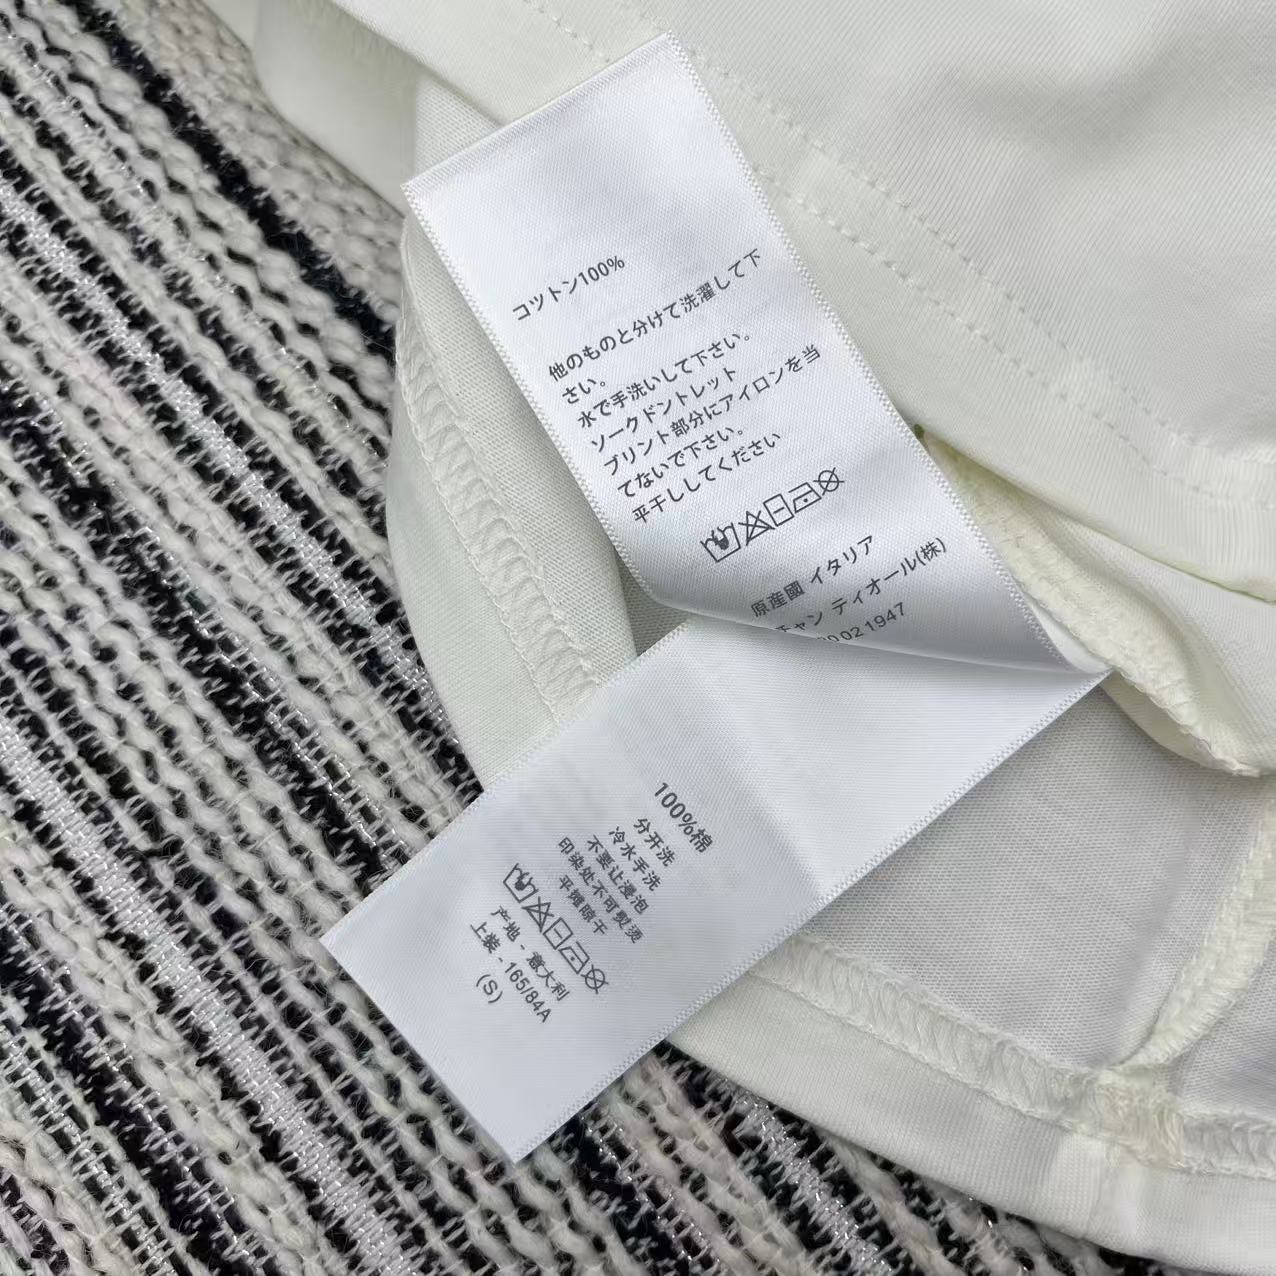 コツトン100%
他のものと分けて洗濯して下
さい。
水で手洗いして下さい。
ソークドントレット
プリント部分にアイロンを当
てないで下さい。
平干ししてください
原産國 イタリア
チャン ディオール(株)
02 1947
100%棉
分开洗
冷水手洗
不要让浸泡
印染处不可熨烫
平摊晾干
产地 - 意大利
上装 - 165/84A
(S)